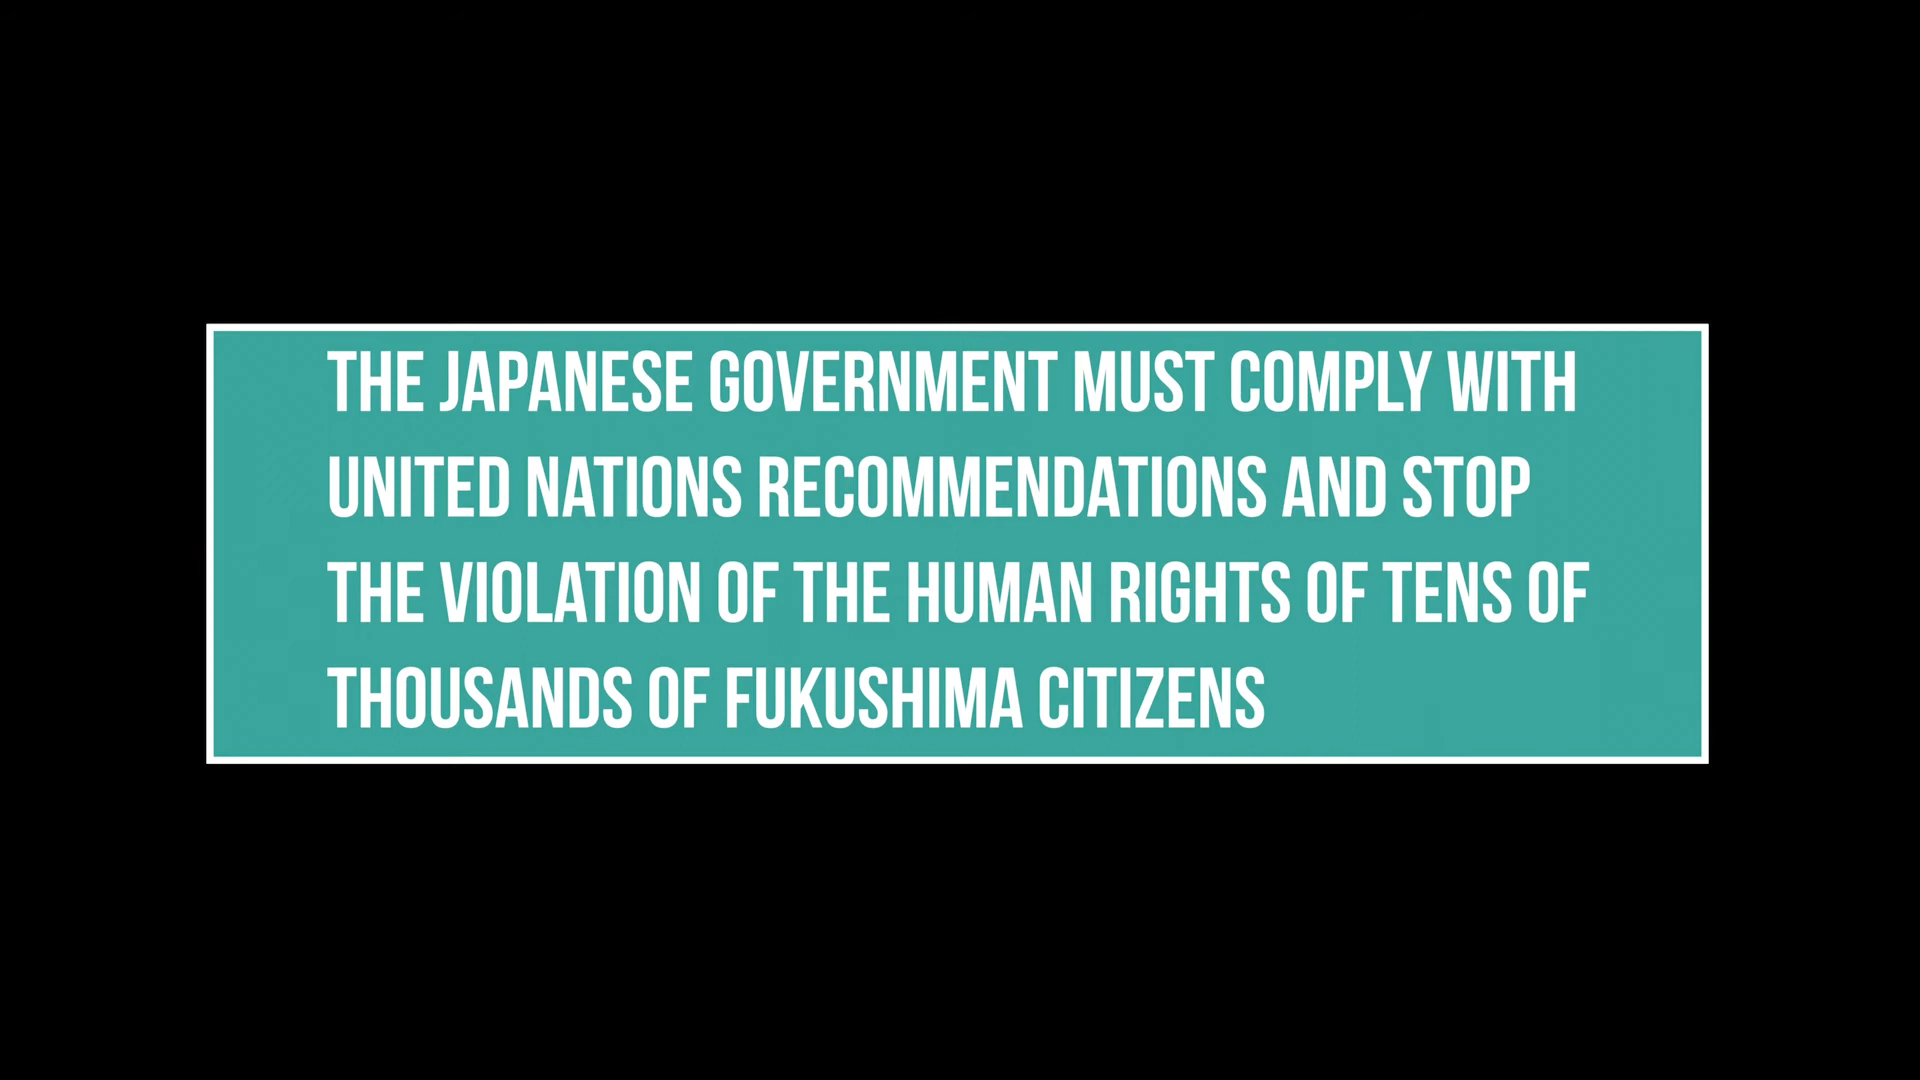 THE JAPANESE GOVERNMENT MUST COMPLY WITH
UNITED NATIONS RECOMMENDATIONS AND STOP
THE VIOLATION OF THE HUMAN RIGHTS OF TENS OF
THOUSANDS OF FUKUSHIMA CITIZENS